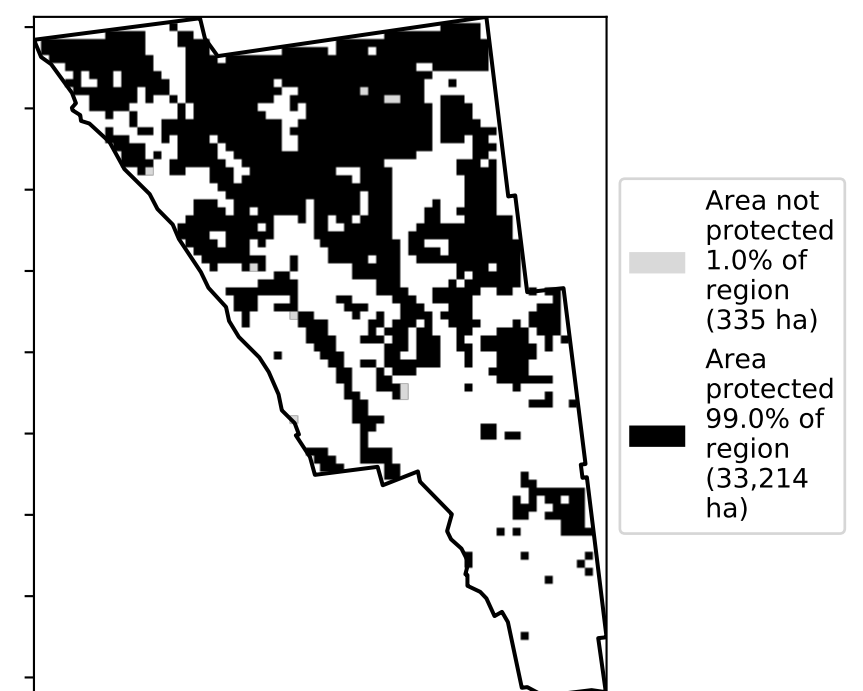 Area not
protected
1.0% of
region
(335 ha)
Area
protected
99.0% of
region
(33,214
ha)